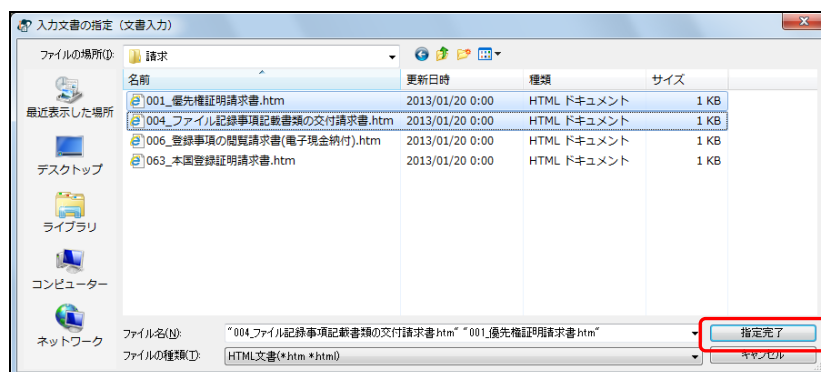 入力文書の指定（文書入力）
ファイルの場所(I): 請求
名前 更新日時 種類 サイズ
001_優先権証明請求書.htm 2013/01/20 0:00 HTML ドキュメント 1 KB
004_ファイル記録事項記載書類の交付請求書.htm 2013/01/20 0:00 HTML ドキュメント 1 KB
006_登録事項の閲覧請求書(電子現金納付).htm 2013/01/20 0:00 HTML ドキュメント 1 KB
063_本国登録証明請求書.htm 2013/01/20 0:00 HTML ドキュメント 1 KB
最近表示した場所
デスクトップ
ライブラリ
コンピューター
ネットワーク
ファイル名(N): "004_ファイル記録事項記載書類の交付請求書.htm" "001_優先権証明請求書.htm" 指定完了
ファイルの種類(T): HTML文書(*.htm *.html) キャンセル